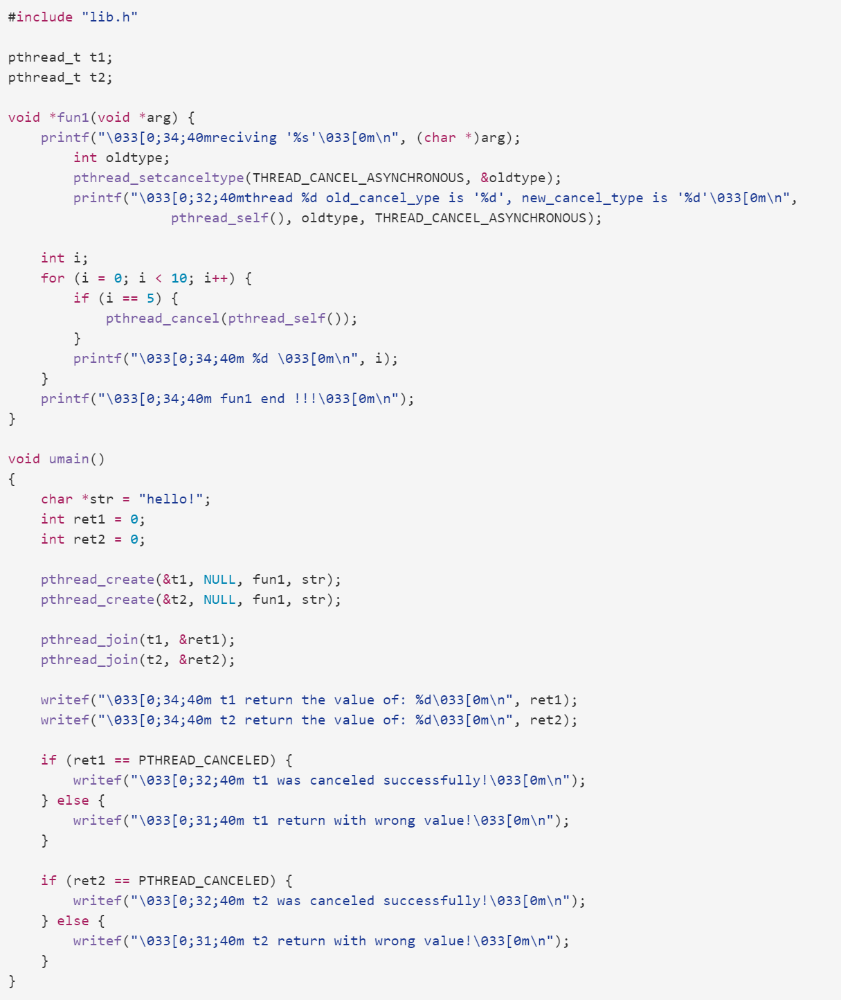 #include "lib.h"

pthread_t t1;
pthread_t t2;

void *fun1(void *arg) {
    printf("\033[0;34;40mreciving '%s'\033[0m\n", (char *)arg);
        int oldtype;
        pthread_setcanceltype(THREAD_CANCEL_ASYNCHRONOUS, &oldtype);
        printf("\033[0;32;40mthread %d old_cancel_ype is '%d', new_cancel_type is '%d'\033[0m\n",
                    pthread_self(), oldtype, THREAD_CANCEL_ASYNCHRONOUS);

    int i;
    for (i = 0; i < 10; i++) {
        if (i == 5) {
            pthread_cancel(pthread_self());
        }
        printf("\033[0;34;40m %d \033[0m\n", i);
    }
    printf("\033[0;34;40m fun1 end !!!\033[0m\n");
}

void umain()
{
    char *str = "hello!";
    int ret1 = 0;
    int ret2 = 0;

    pthread_create(&t1, NULL, fun1, str);
    pthread_create(&t2, NULL, fun1, str);

    pthread_join(t1, &ret1);
    pthread_join(t2, &ret2);

    writef("\033[0;34;40m t1 return the value of: %d\033[0m\n", ret1);
    writef("\033[0;34;40m t2 return the value of: %d\033[0m\n", ret2);

    if (ret1 == PTHREAD_CANCELED) {
        writef("\033[0;32;40m t1 was canceled successfully!\033[0m\n");
    } else {
        writef("\033[0;31;40m t1 return with wrong value!\033[0m\n");
    }

    if (ret2 == PTHREAD_CANCELED) {
        writef("\033[0;32;40m t2 was canceled successfully!\033[0m\n");
    } else {
        writef("\033[0;31;40m t2 return with wrong value!\033[0m\n");
    }
}